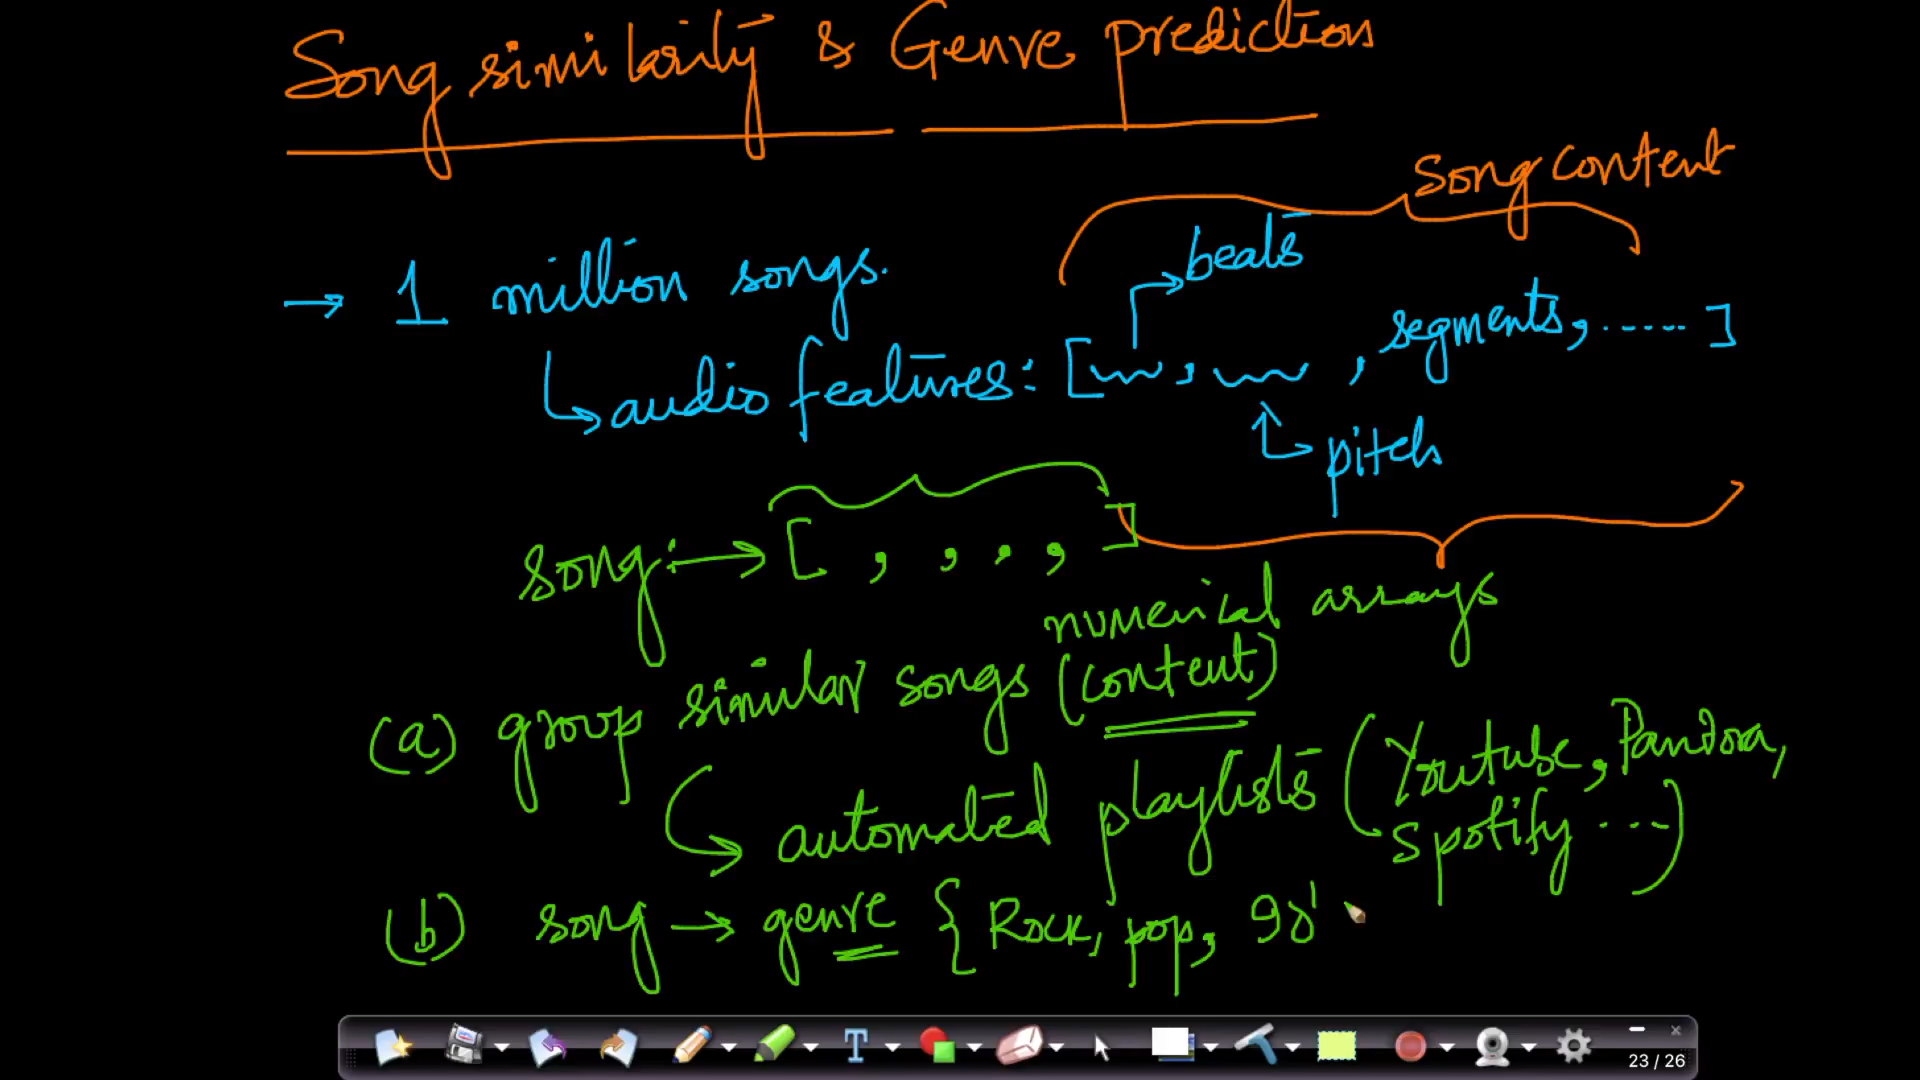 Song similarity & Genre prediction
song content
beats
→ 1 million songs.
segments, ..... ]
↳ audio features: [ , ,
pitch
song: → [ , , . , ]
numerical arrays
(a) group similar songs (content)
automated playlists (Youtube, Pandora,
Spotify ...)
(b) song → genre { Rock, pop, 90'
T
23 / 26